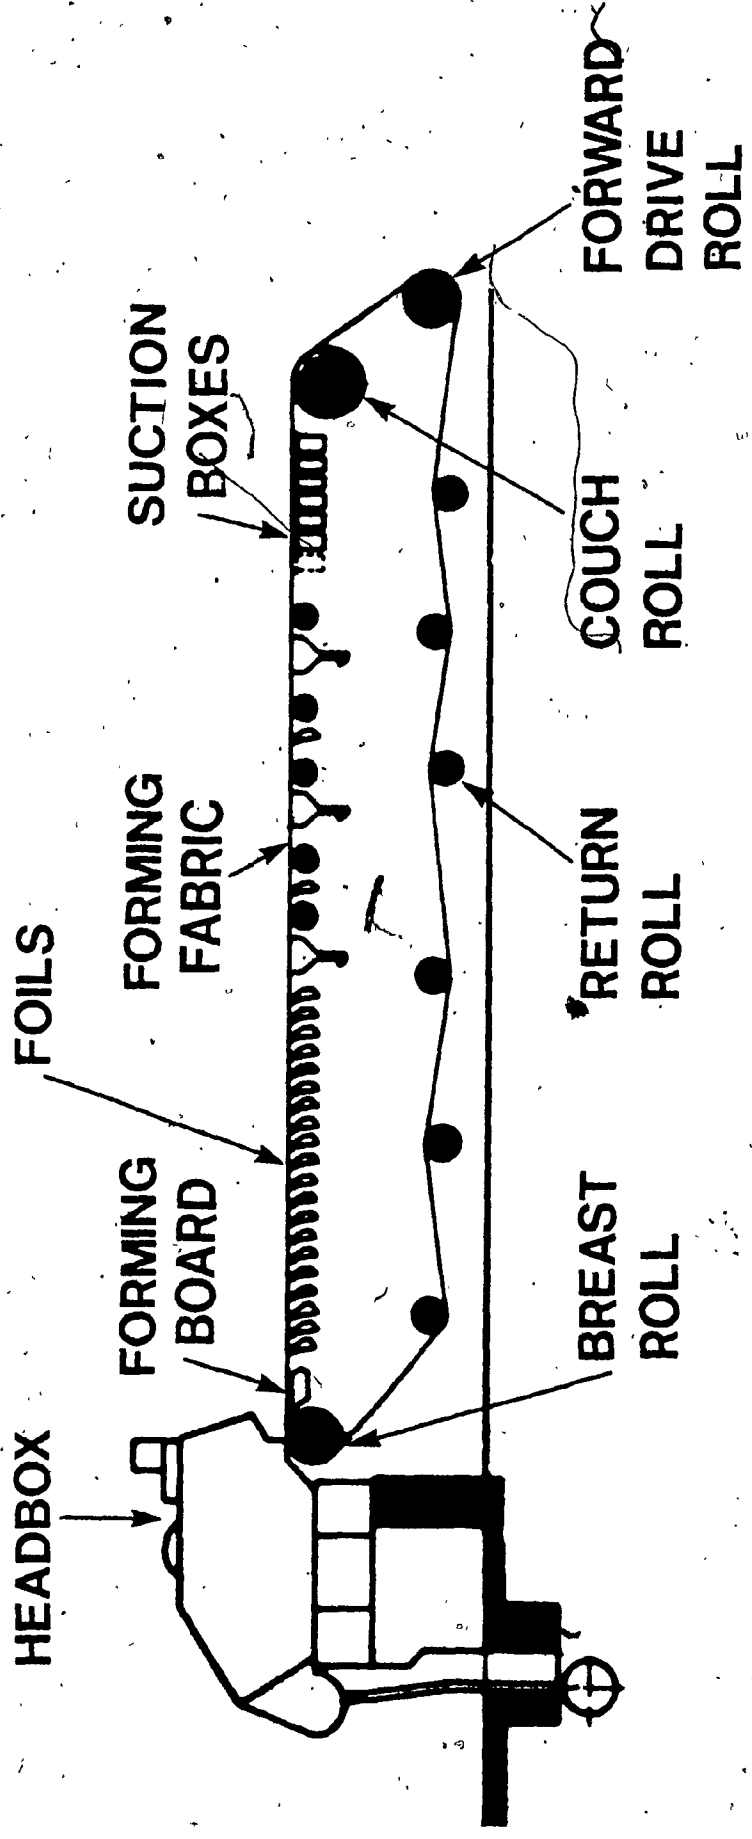 HEADBOX
FORMING
BOARD
FOILS
FORMING
FABRIC
SUCTION
BOXES
BREAST
ROLL
RETURN
ROLL
COUCH
ROLL
FORWARD
DRIVE
ROLL